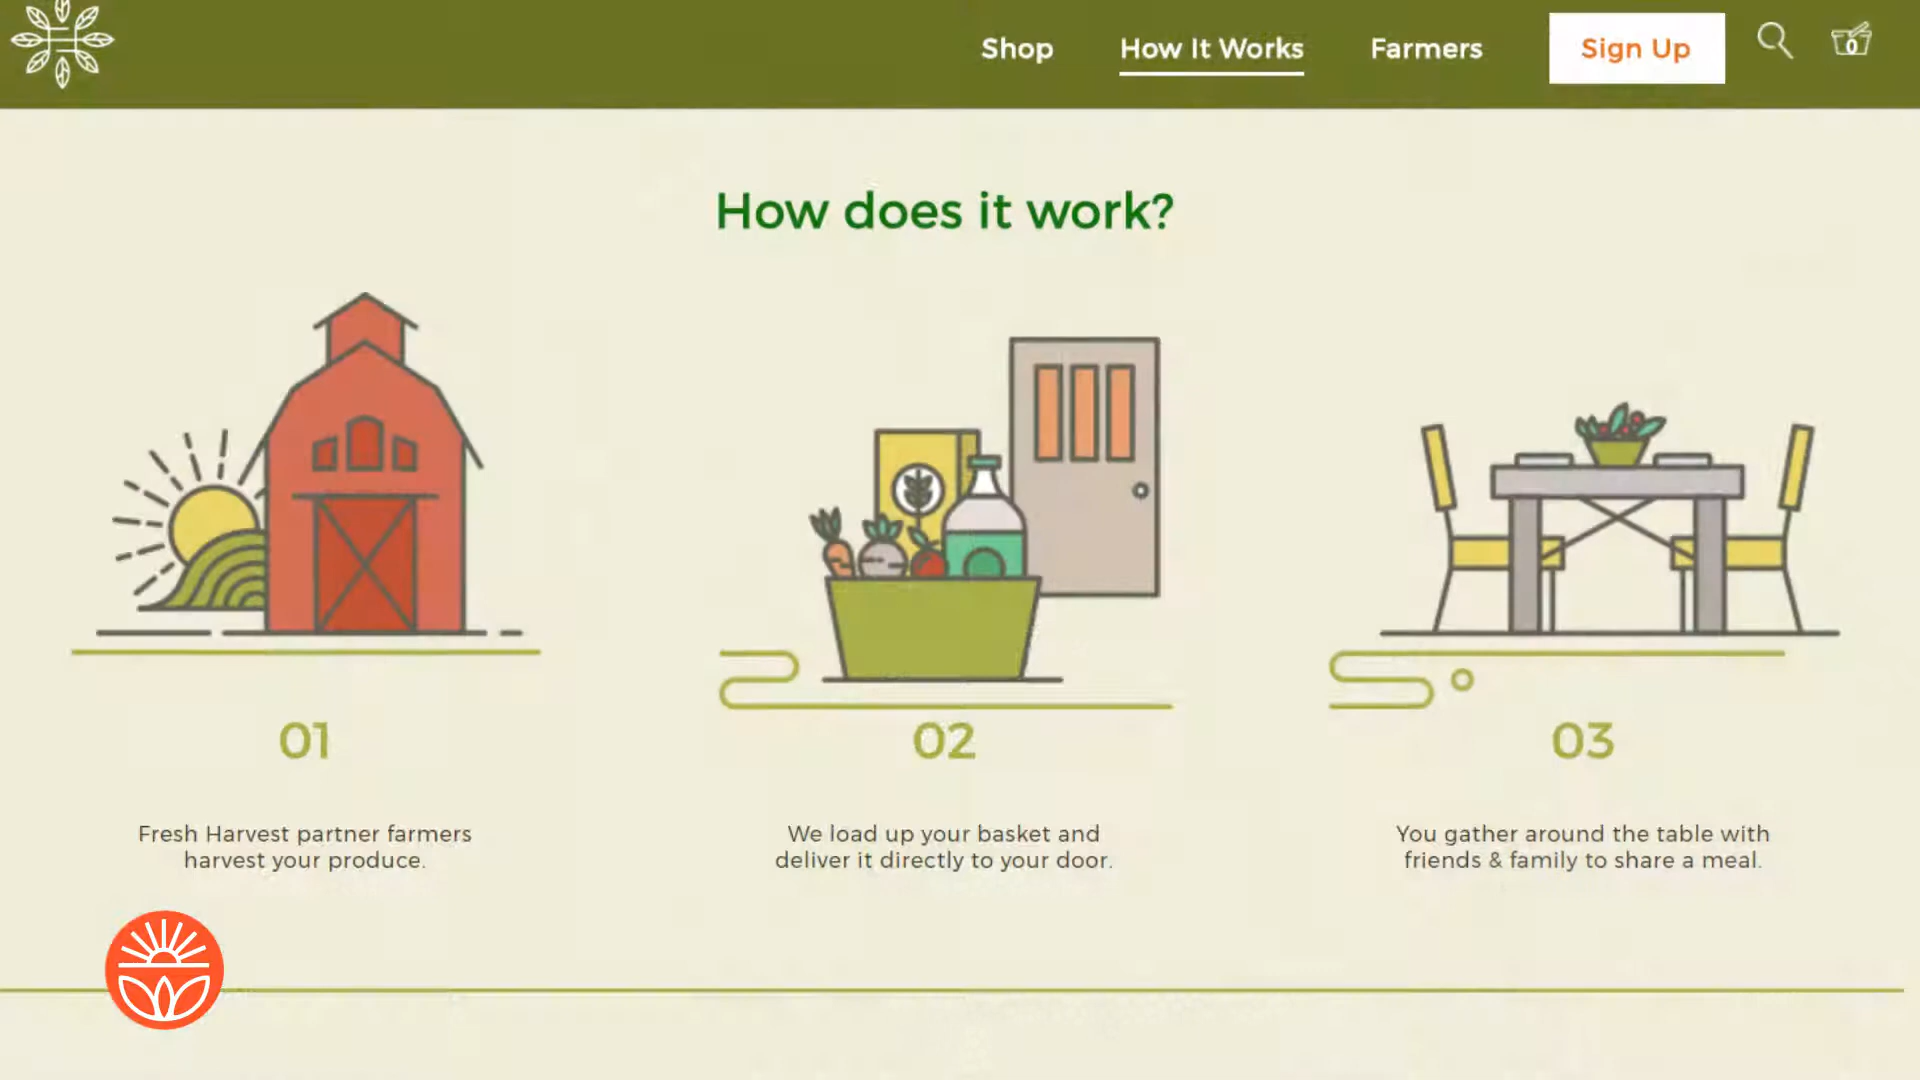 Shop How It Works Farmers Sign Up 0
How does it work?
01
Fresh Harvest partner farmers
harvest your produce.
02
We load up your basket and
deliver it directly to your door.
03
You gather around the table with
friends & family to share a meal.